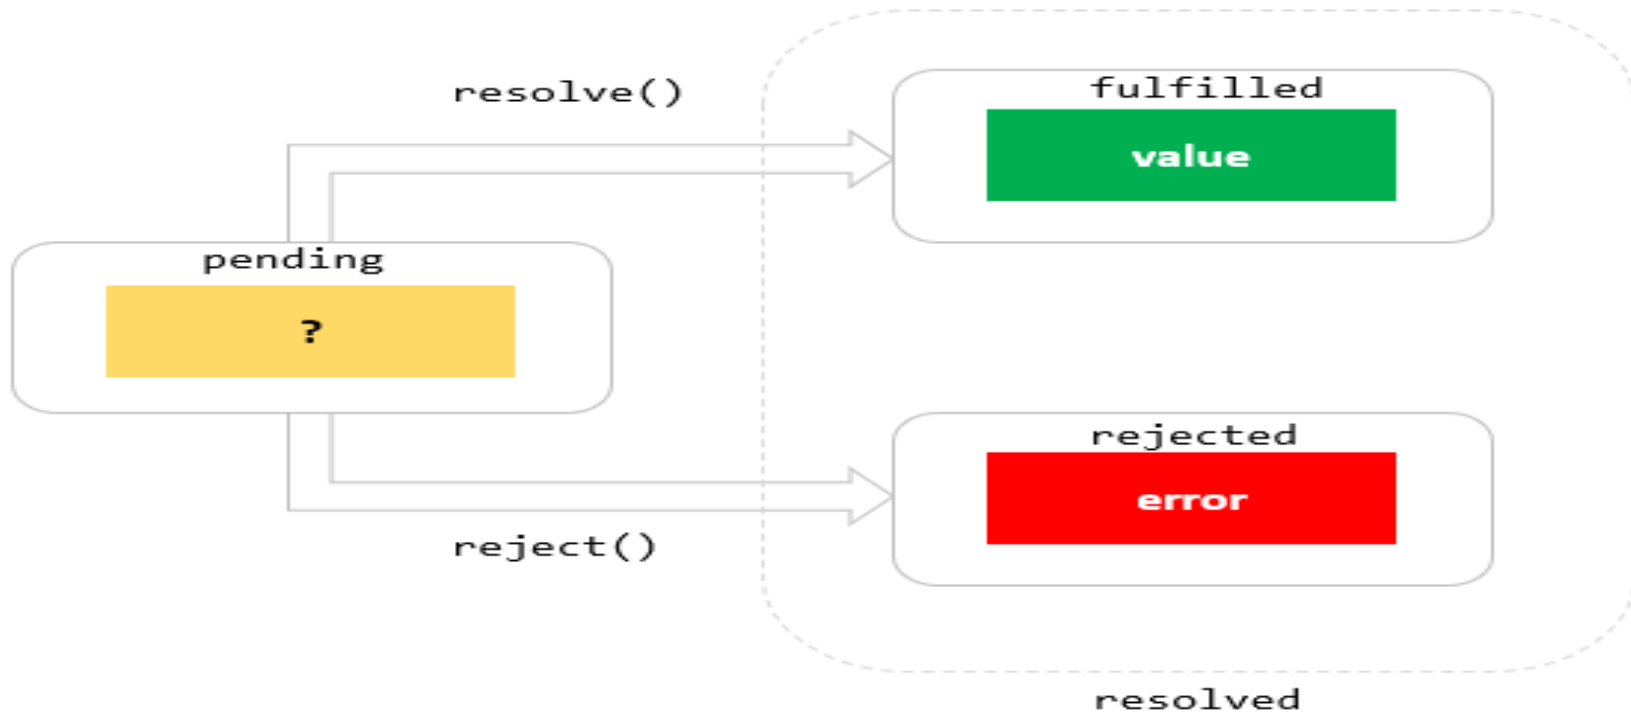 resolve()
fulfilled
value
pending
?
rejected
error
reject()
resolved